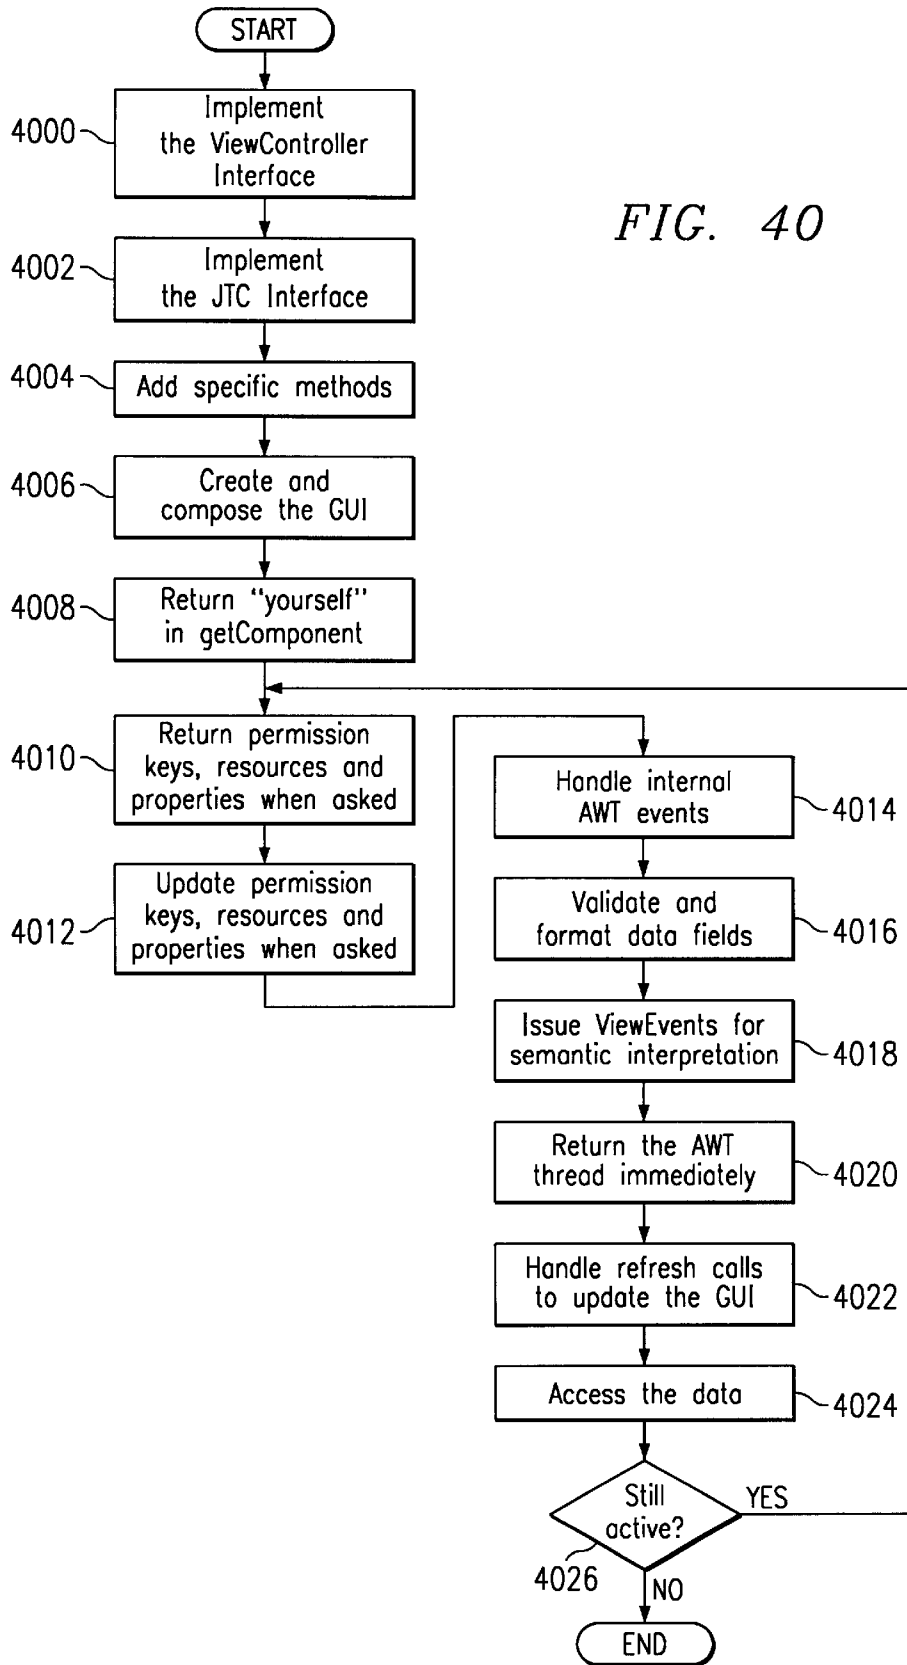 START
4000
Implement
the ViewController
Interface
FIG. 40
4002
Implement
the JTC Interface
4004
Add specific methods
4006
Create and
compose the GUI
4008
Return "yourself"
in getComponent
4010
Return permission
keys, resources and
properties when asked
4012
Update permission
keys, resources and
properties when asked
Handle internal
AWT events
4014
Validate and
format data fields
4016
Issue ViewEvents for
semantic interpretation
4018
Return the AWT
thread immediately
4020
Handle refresh calls
to update the GUI
4022
Access the data
4024
Still
active?
YES
4026
NO
END